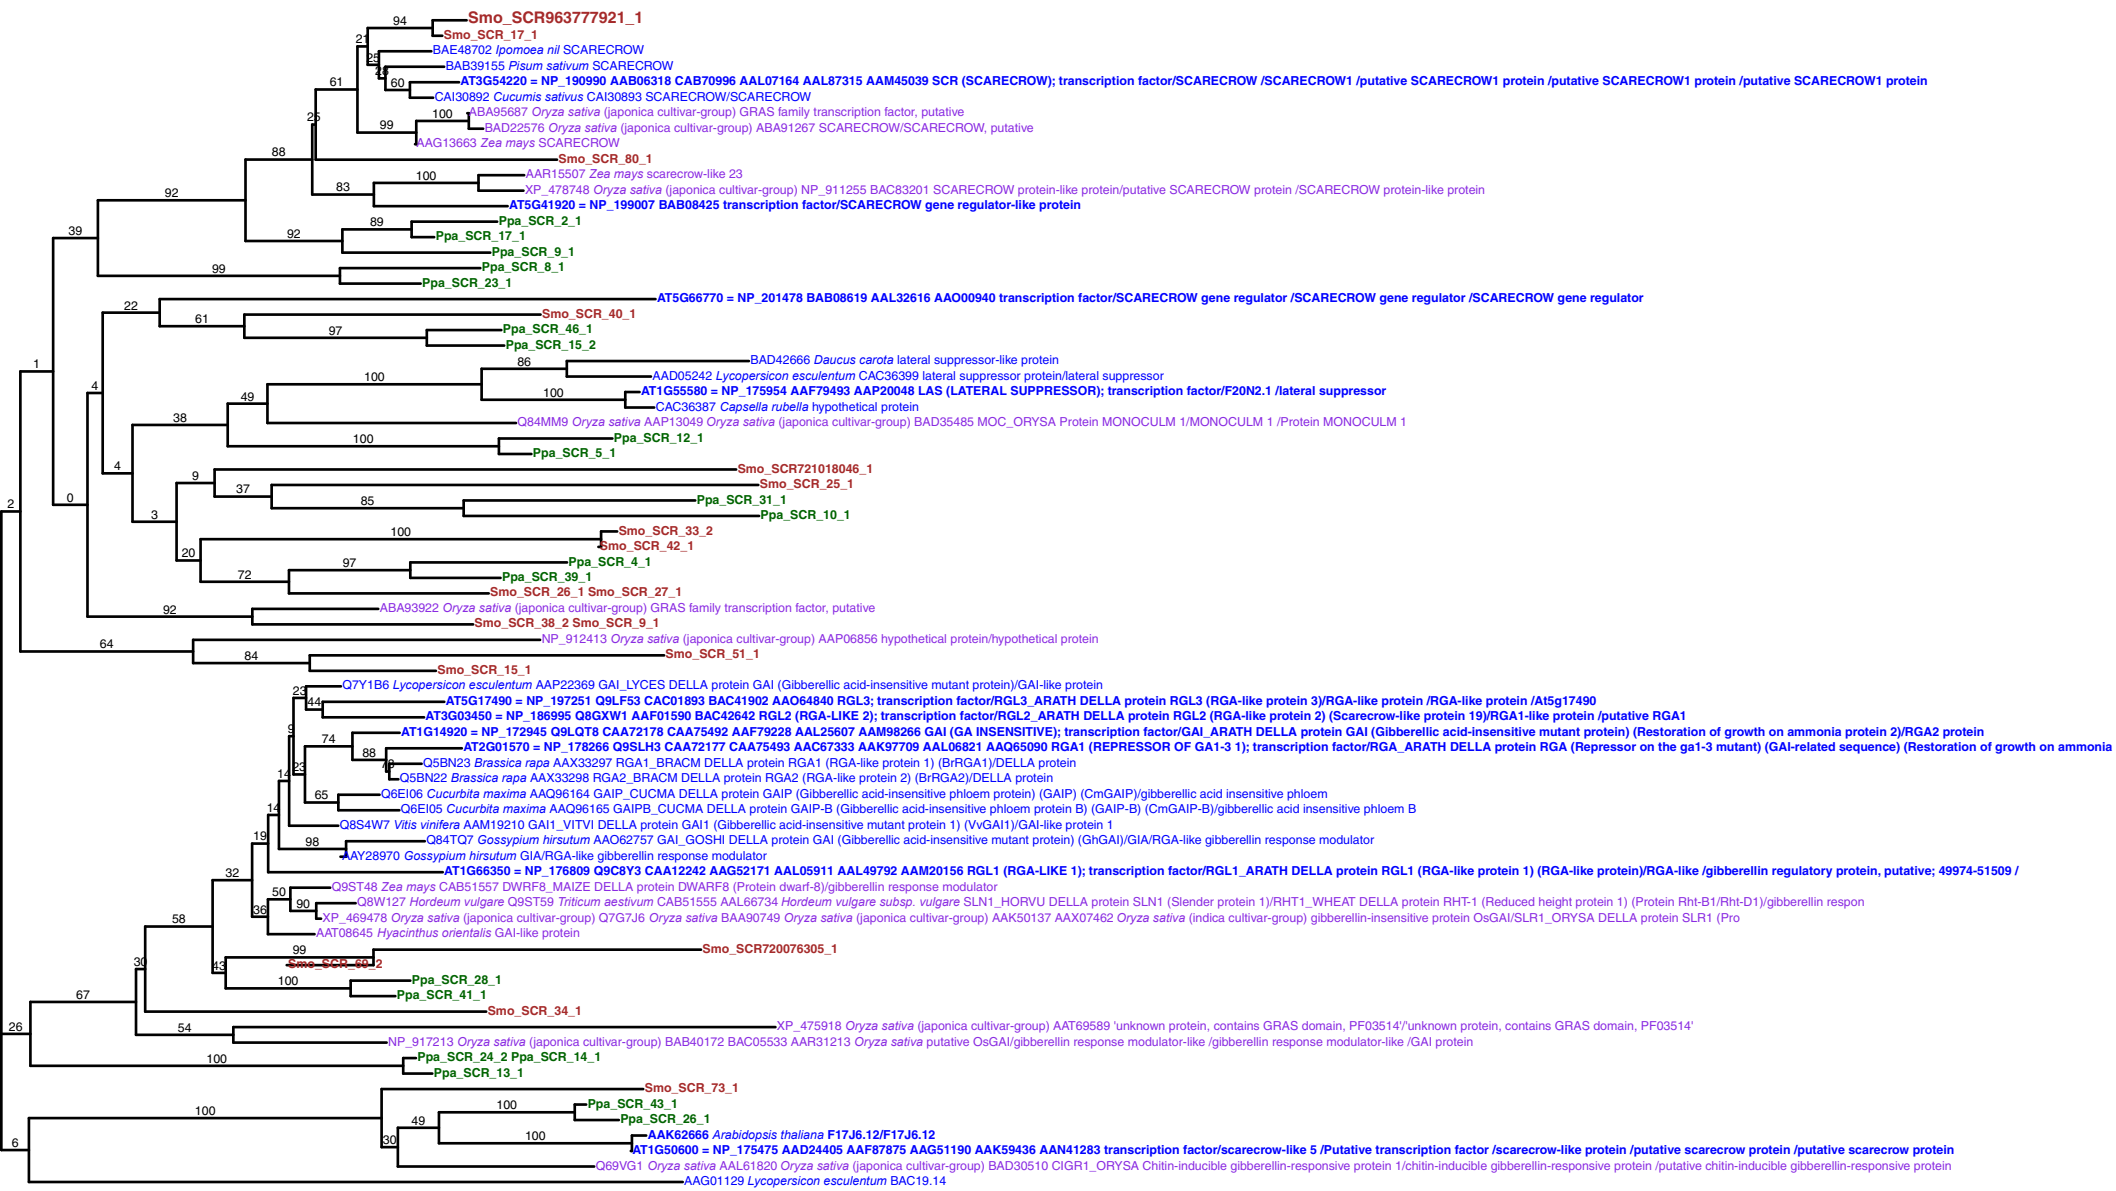 94
Smo_SCR963777921_1
Smo_SCR_17_1
21
BAE48702 Ipomoea nil SCARECROW
25
BAB39155 Pisum sativum SCARECROW
61
60
AT3G54220 = NP_190990 AAB06318 CAB70996 AAL07164 AAL87315 AAM45039 SCR (SCARECROW); transcription factor/SCARECROW /SCARECROW1 /putative SCARECROW1 protein /putative SCARECROW1 protein /putative SCARECROW1 protein
CAI30892 Cucumis sativus CAI30893 SCARECROW/SCARECROW
100
ABA95687 Oryza sativa (japonica cultivar-group) GRAS family transcription factor, putative
25
99
BAD22576 Oryza sativa (japonica cultivar-group) ABA91267 SCARECROW/SCARECROW, putative
AAG13663 Zea mays SCARECROW
88
Smo_SCR_80_1
100
AAR15507 Zea mays scarecrow-like 23
92
83
XP_478748 Oryza sativa (japonica cultivar-group) NP_911255 BAC83201 SCARECROW protein-like protein/putative SCARECROW protein /SCARECROW protein-like protein
AT5G41920 = NP_199007 BAB08425 transcription factor/SCARECROW gene regulator-like protein
89
Ppa_SCR_2_1
39
92
Ppa_SCR_17_1
Ppa_SCR_9_1
99
Ppa_SCR_8_1
Ppa_SCR_23_1
22
AT5G66770 = NP_201478 BAB08619 AAL32616 AAO00940 transcription factor/SCARECROW gene regulator /SCARECROW gene regulator /SCARECROW gene regulator
61
Smo_SCR_40_1
97
Ppa_SCR_46_1
Ppa_SCR_15_2
1
86
BAD42666 Daucus carota lateral suppressor-like protein
100
AAD05242 Lycopersicon esculentum CAC36399 lateral suppressor protein/lateral suppressor
4
49
100
AT1G55580 = NP_175954 AAF79493 AAP20048 LAS (LATERAL SUPPRESSOR); transcription factor/F20N2.1 /lateral suppressor
CAC36387 Capsella rubella hypothetical protein
38
Q84MM9 Oryza sativa AAP13049 Oryza sativa (japonica cultivar-group) BAD35485 MOC_ORYSA Protein MONOCULM 1/MONOCULM 1 /Protein MONOCULM 1
100
Ppa_SCR_12_1
Ppa_SCR_5_1
4
9
Smo_SCR721018046_1
37
Smo_SCR_25_1
0
85
Ppa_SCR_31_1
2
3
Ppa_SCR_10_1
100
Smo_SCR_33_2
Smo_SCR_42_1
20
97
Ppa_SCR_4_1
72
Ppa_SCR_39_1
Smo_SCR_26_1 Smo_SCR_27_1
92
ABA93922 Oryza sativa (japonica cultivar-group) GRAS family transcription factor, putative
Smo_SCR_38_2 Smo_SCR_9_1
64
NP_912413 Oryza sativa (japonica cultivar-group) AAP06856 hypothetical protein/hypothetical protein
84
Smo_SCR_51_1
Smo_SCR_15_1
23
Q7Y1B6 Lycopersicon esculentum AAP22369 GAI_LYCES DELLA protein GAI (Gibberellic acid-insensitive mutant protein)/GAI-like protein
44
AT5G17490 = NP_197251 Q9LF53 CAC01893 BAC41902 AAO64840 RGL3; transcription factor/RGL3_ARATH DELLA protein RGL3 (RGA-like protein 3)/RGA-like protein /RGA-like protein /At5g17490
AT3G03450 = NP_186995 Q8GXW1 AAF01590 BAC42642 RGL2 (RGA-LIKE 2); transcription factor/RGL2_ARATH DELLA protein RGL2 (RGA-like protein 2) (Scarecrow-like protein 19)/RGA1-like protein /putative RGA1
9
74
AT1G14920 = NP_172945 Q9LQT8 CAA72178 CAA75492 AAF79228 AAL25607 AAM98266 GAI (GA INSENSITIVE); transcription factor/GAI_ARATH DELLA protein GAI (Gibberellic acid-insensitive mutant protein) (Restoration of growth on ammonia protein 2)/RGA2 protein
88
AT2G01570 = NP_178266 Q9SLH3 CAA72177 CAA75493 AAC67333 AAK97709 AAL06821 AAQ65090 RGA1 (REPRESSOR OF GA1-3 1); transcription factor/RGA_ARATH DELLA protein RGA (Repressor on the ga1-3 mutant) (GAI-related sequence) (Restoration of growth on ammonia
Q5BN23 Brassica rapa AAX33297 RGA1_BRACM DELLA protein RGA1 (RGA-like protein 1) (BrRGA1)/DELLA protein
14
23
Q5BN22 Brassica rapa AAX33298 RGA2_BRACM DELLA protein RGA2 (RGA-like protein 2) (BrRGA2)/DELLA protein
65
Q6EI06 Cucurbita maxima AAQ96164 GAIP_CUCMA DELLA protein GAIP (Gibberellic acid-insensitive phloem protein) (GAIP) (CmGAIP)/gibberellic acid insensitive phloem
14
Q6EI05 Cucurbita maxima AAQ96165 GAIPB_CUCMA DELLA protein GAIP-B (Gibberellic acid-insensitive phloem protein B) (GAIP-B) (CmGAIP-B)/gibberellic acid insensitive phloem B
Q8S4W7 Vitis vinifera AAM19210 GAI1_VITVI DELLA protein GAI1 (Gibberellic acid-insensitive mutant protein 1) (VvGAI1)/GAI-like protein 1
19
98
Q84TQ7 Gossypium hirsutum AAO62757 GAI_GOSHI DELLA protein GAI (Gibberellic acid-insensitive mutant protein) (GhGAI)/GIA/RGA-like gibberellin response modulator
AAY28970 Gossypium hirsutum GIA/RGA-like gibberellin response modulator
32
AT1G66350 = NP_176809 Q9C8Y3 CAA12242 AAG52171 AAL05911 AAL49792 AAM20156 RGL1 (RGA-LIKE 1); transcription factor/RGL1_ARATH DELLA protein RGL1 (RGA-like protein 1) (RGA-like protein)/RGA-like /gibberellin regulatory protein, putative; 49974-51509 /
50
Q9ST48 Zea mays CAB51557 DWRF8_MAIZE DELLA protein DWARF8 (Protein dwarf-8)/gibberellin response modulator
36
90
Q8W127 Hordeum vulgare Q9ST59 Triticum aestivum CAB51555 AAL66734 Hordeum vulgare subsp. vulgare SLN1_HORVU DELLA protein SLN1 (Slender protein 1)/RHT1_WHEAT DELLA protein RHT-1 (Reduced height protein 1) (Protein Rht-B1/Rht-D1)/gibberellin respon
58
XP_469478 Oryza sativa (japonica cultivar-group) Q7G7J6 Oryza sativa BAA90749 Oryza sativa (japonica cultivar-group) AAK50137 AAX07462 Oryza sativa (indica cultivar-group) gibberellin-insensitive protein OsGAI/SLR1_ORYSA DELLA protein SLR1 (Pro
AAT08645 Hyacinthus orientalis GAI-like protein
99
Smo_SCR720076305_1
30
43
Smo_SCR_69_2
100
Ppa_SCR_28_1
67
Ppa_SCR_41_1
Smo_SCR_34_1
26
54
XP_475918 Oryza sativa (japonica cultivar-group) AAT69589 'unknown protein, contains GRAS domain, PF03514'/'unknown protein, contains GRAS domain, PF03514'
NP_917213 Oryza sativa (japonica cultivar-group) BAB40172 BAC05533 AAR31213 Oryza sativa putative OsGAI/gibberellin response modulator-like /gibberellin response modulator-like /GAI protein
100
Ppa_SCR_24_2 Ppa_SCR_14_1
Ppa_SCR_13_1
Smo_SCR_73_1
100
100
Ppa_SCR_43_1
49
Ppa_SCR_26_1
6
30
100
AAK62666 Arabidopsis thaliana F17J6.12/F17J6.12
AT1G50600 = NP_175475 AAD24405 AAF87875 AAG51190 AAK59436 AAN41283 transcription factor/scarecrow-like 5 /Putative transcription factor /scarecrow-like protein /putative scarecrow protein /putative scarecrow protein
Q69VG1 Oryza sativa AAL61820 Oryza sativa (japonica cultivar-group) BAD30510 CIGR1_ORYSA Chitin-inducible gibberellin-responsive protein 1/chitin-inducible gibberellin-responsive protein /putative chitin-inducible gibberellin-responsive protein
AAG01129 Lycopersicon esculentum BAC19.14